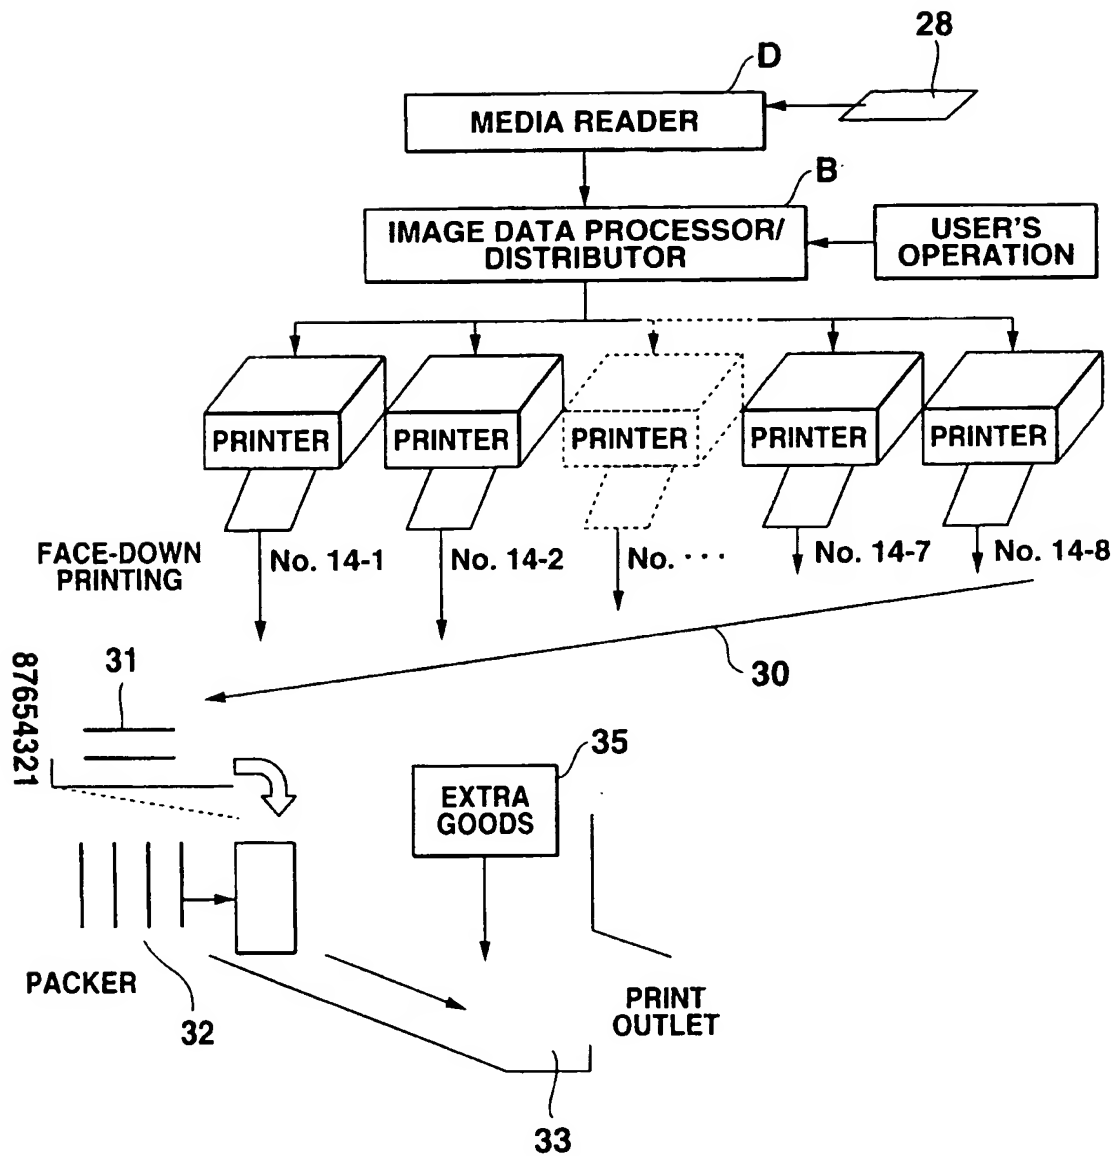 28
D
MEDIA READER
B
IMAGE DATA PROCESSOR/
DISTRIBUTOR
USER'S
OPERATION
PRINTER
PRINTER
PRINTER
PRINTER
PRINTER
FACE-DOWN
PRINTING
No. 14-1
No. 14-2
No. ...
No. 14-7
No. 14-8
30
31
87654321
35
EXTRA
GOODS
PACKER
32
PRINT
OUTLET
33